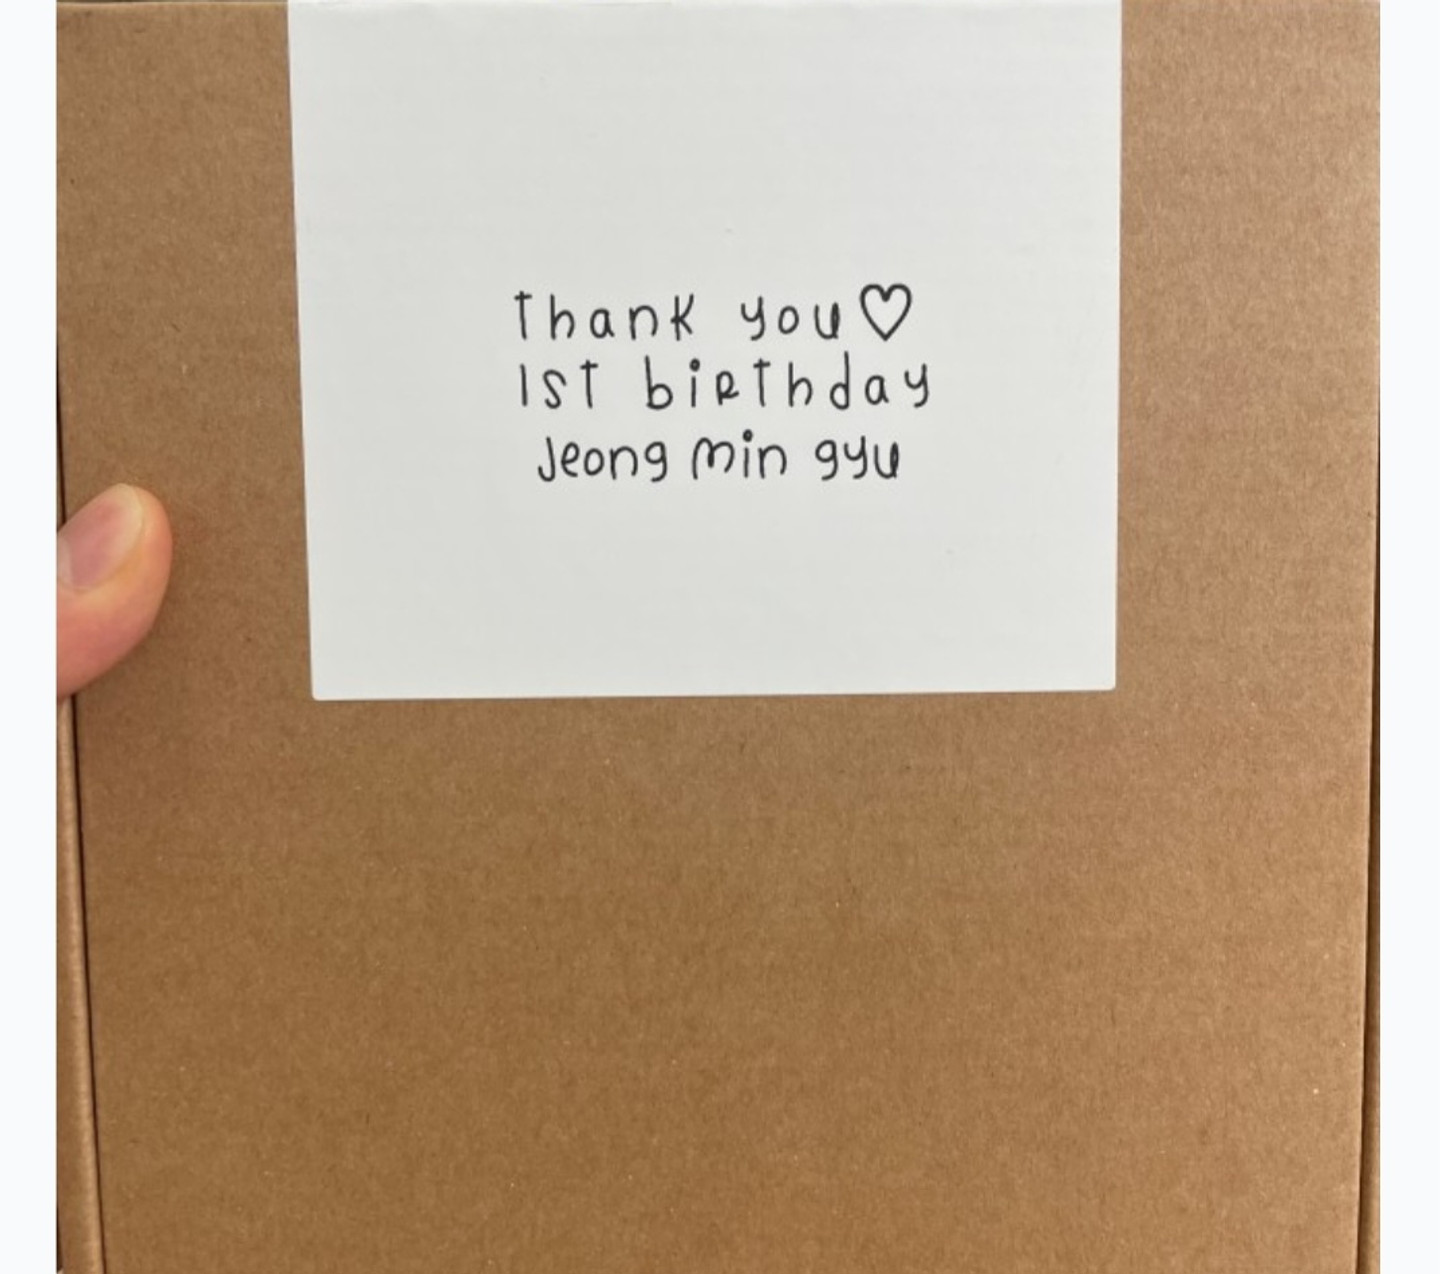 Thank you♡
1st birthday
Jeong min gyu